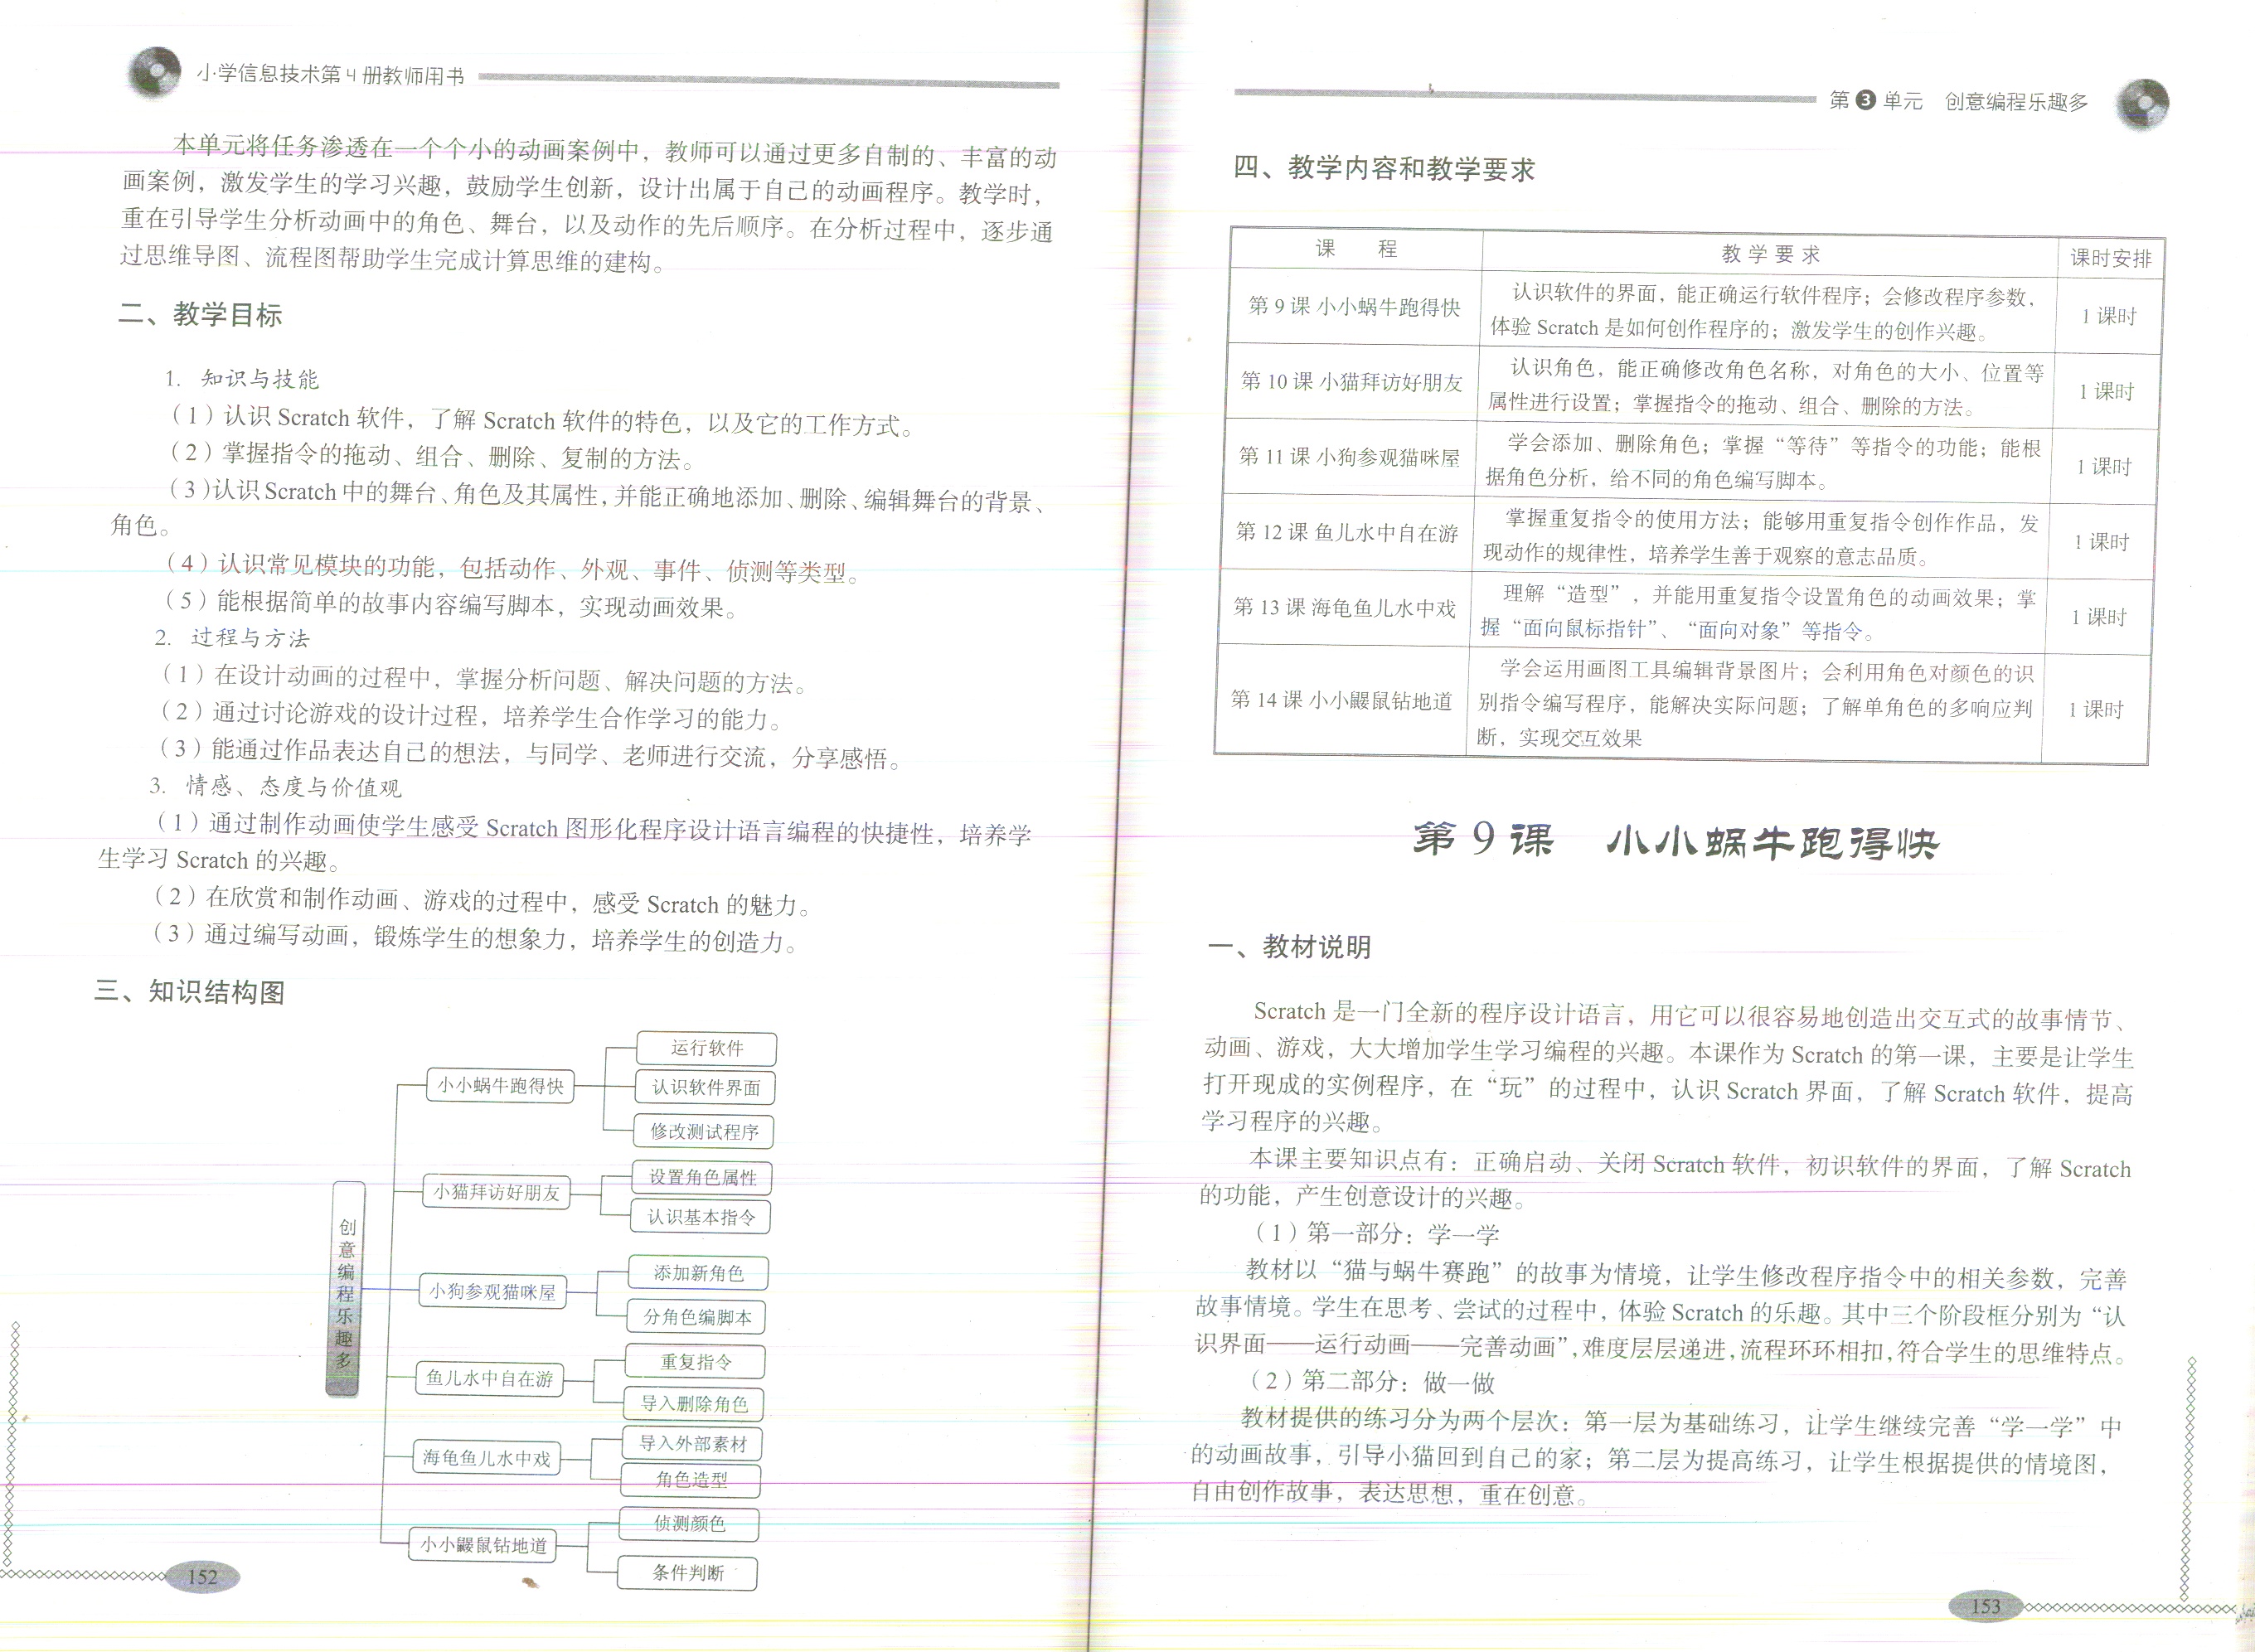 小学信息技术第4册教师用书
本单元将任务渗透在一个个小的动画案例中，教师可以通过更多自制的、丰富的动
画案例，激发学生的学习兴趣，鼓励学生创新，设计出属于自己的动画程序。教学时，
重在引导学生分析动画中的角色、舞台，以及动作的先后顺序。在分析过程中，逐步通
过思维导图、流程图帮助学生完成计算思维的建构。
二、教学目标
1. 知识与技能
（1）认识 Scratch 软件，了解 Scratch 软件的特色，以及它的工作方式。
（2）掌握指令的拖动、组合、删除、复制的方法。
（3）认识 Scratch 中的舞台、角色及其属性，并能正确地添加、删除、编辑舞台的背景、
角色。
（4）认识常见模块的功能，包括动作、外观、事件、侦测等类型。
（5）能根据简单的故事内容编写脚本，实现动画效果。
2. 过程与方法
（1）在设计动画的过程中，掌握分析问题、解决问题的方法。
（2）通过讨论游戏的设计过程，培养学生合作学习的能力。
（3）能通过作品表达自己的想法，与同学、老师进行交流，分享感悟。
3. 情感、态度与价值观
（1）通过制作动画使学生感受 Scratch 图形化程序设计语言编程的快捷性，培养学
生学习 Scratch 的兴趣。
（2）在欣赏和制作动画、游戏的过程中，感受 Scratch 的魅力。
（3）通过编写动画，锻炼学生的想象力，培养学生的创造力。
三、知识结构图
创意编程乐趣多
小小蜗牛跑得快
运行软件
认识软件界面
修改测试程序
小猫拜访好朋友
设置角色属性
认识基本指令
小狗参观猫咪屋
添加新角色
分角色编脚本
鱼儿水中自在游
重复指令
导入删除角色
海龟鱼儿水中戏
导入外部素材
角色造型
小小鼹鼠钻地道
侦测颜色
条件判断
152
第3单元 创意编程乐趣多
四、教学内容和教学要求
课 程 教 学 要 求 课时安排
第 9 课 小小蜗牛跑得快
认识软件的界面，能正确运行软件程序；会修改程序参数，
体验 Scratch 是如何创作程序的；激发学生的创作兴趣。
1 课时
第 10 课 小猫拜访好朋友
认识角色，能正确修改角色名称，对角色的大小、位置等
属性进行设置；掌握指令的拖动、组合、删除的方法。
1 课时
第 11 课 小狗参观猫咪屋
学会添加、删除角色；掌握“等待”等指令的功能；能根
据角色分析，给不同的角色编写脚本。
1 课时
第 12 课 鱼儿水中自在游
掌握重复指令的使用方法；能够用重复指令创作作品，发
现动作的规律性，培养学生善于观察的意志品质。
1 课时
第 13 课 海龟鱼儿水中戏
理解“造型”，并能用重复指令设置角色的动画效果；掌
握“面向鼠标指针”、“面向对象”等指令。
1 课时
第 14 课 小小鼹鼠钻地道
学会运用画图工具编辑背景图片；会利用角色对颜色的识
别指令编写程序，能解决实际问题；了解单角色的多响应判
断，实现交互效果
1 课时
第 9 课 小小蜗牛跑得快
一、教材说明
Scratch 是一门全新的程序设计语言，用它可以很容易地创造出交互式的故事情节、
动画、游戏，大大增加学生学习编程的兴趣。本课作为 Scratch 的第一课，主要是让学生
打开现成的实例程序，在“玩”的过程中，认识 Scratch 界面，了解 Scratch 软件，提高
学习程序的兴趣。
本课主要知识点有：正确启动、关闭 Scratch 软件，初识软件的界面，了解 Scratch
的功能，产生创意设计的兴趣。
（1）第一部分：学一学
教材以“猫与蜗牛赛跑”的故事为情境，让学生修改程序指令中的相关参数，完善
故事情境。学生在思考、尝试的过程中，体验 Scratch 的乐趣。其中三个阶段框分别为“认
识界面——运行动画——完善动画”，难度层层递进，流程环环相扣，符合学生的思维特点。
（2）第二部分：做一做
教材提供的练习分为两个层次：第一层为基础练习，让学生继续完善“学一学”中
的动画故事，引导小猫回到自己的家；第二层为提高练习，让学生根据提供的情境图，
自由创作故事，表达思想，重在创意。
153